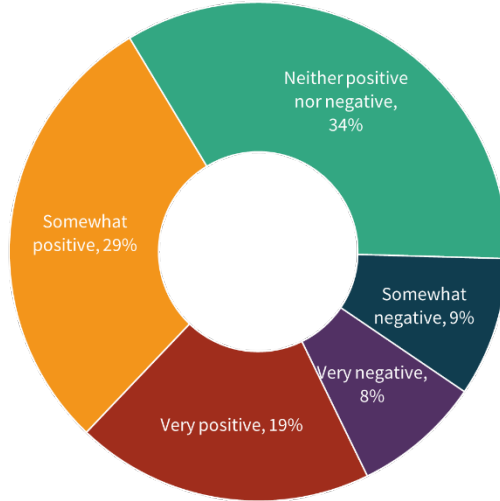 Neither positive
nor negative,
34%
Somewhat
positive, 29%
Somewhat
negative, 9%
Very negative,
8%
Very positive, 19%